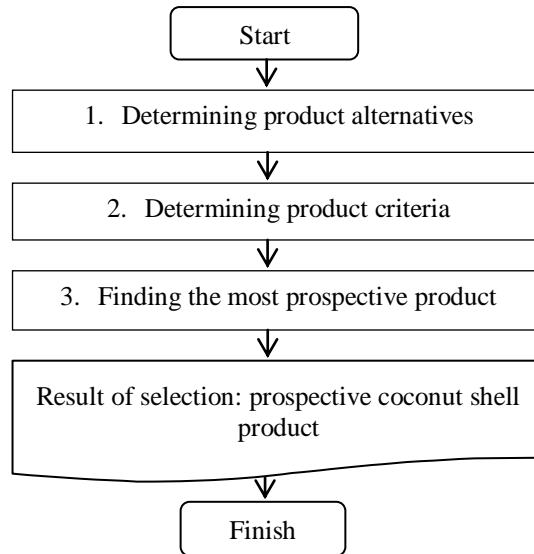 Start
1. Determining product alternatives
2. Determining product criteria
3. Finding the most prospective product
Result of selection: prospective coconut shell
product
Finish